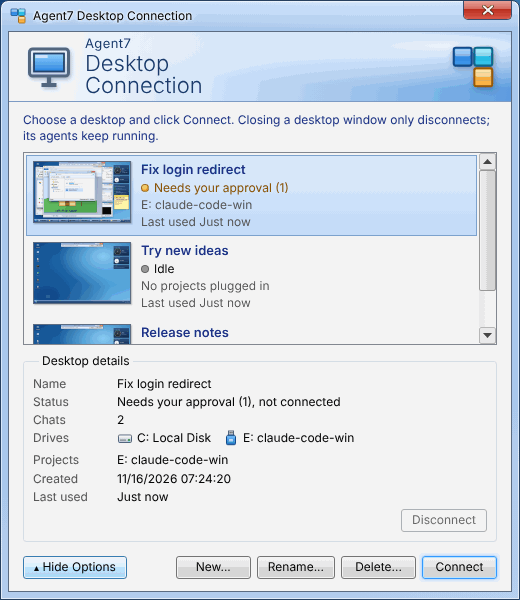 Agent7 Desktop Connection
Agent7
Desktop
Connection
Choose a desktop and click Connect. Closing a desktop window only disconnects;
its agents keep running.
Fix login redirect
Needs your approval (1)
E: claude-code-win
Last used Just now
Try new ideas
Idle
No projects plugged in
Last used Just now
Release notes
Desktop details
Name Fix login redirect
Status Needs your approval (1), not connected
Chats 2
Drives C: Local Disk E: claude-code-win
Projects E: claude-code-win
Created 11/16/2026 07:24:20
Last used Just now
Disconnect
Hide Options New... Rename... Delete... Connect